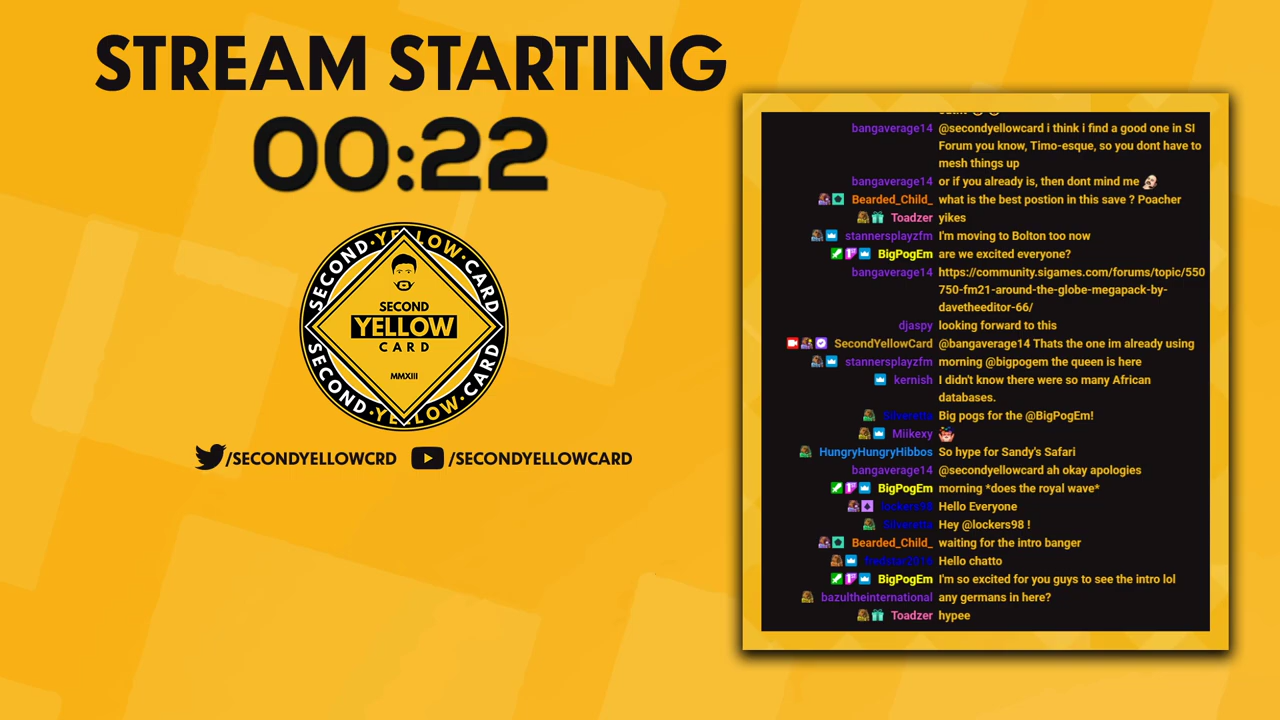 STREAM STARTING
00:22
SECOND·YELLOW·CARD
SECOND
YELLOW
CARD
MMXIII
SECOND·YELLOW·CARD
/SECONDYELLOWCRD /SECONDYELLOWCARD
bangaverage14 @secondyellowcard i think i find a good one in SI
Forum you know, Timo-esque, so you dont have to
mesh things up
bangaverage14 or if you already is, then dont mind me
Bearded_Child_ what is the best postion in this save ? Poacher
Toadzer yikes
stannersplayzfm I'm moving to Bolton too now
BigPogEm are we excited everyone?
bangaverage14 https://community.sigames.com/forums/topic/550
750-fm21-around-the-globe-megapack-by-
davetheeditor-66/
djaspy looking forward to this
SecondYellowCard @bangaverage14 Thats the one im already using
stannersplayzfm morning @bigpogem the queen is here
kernish I didn't know there were so many African
databases.
Silveretta Big pogs for the @BigPogEm!
Miikexy
HungryHungryHibbos So hype for Sandy's Safari
bangaverage14 @secondyellowcard ah okay apologies
BigPogEm morning *does the royal wave*
lockers98 Hello Everyone
Silveretta Hey @lockers98 !
Bearded_Child_ waiting for the intro banger
fredstar2016 Hello chatto
BigPogEm I'm so excited for you guys to see the intro lol
bazultheinternational any germans in here?
Toadzer hypee